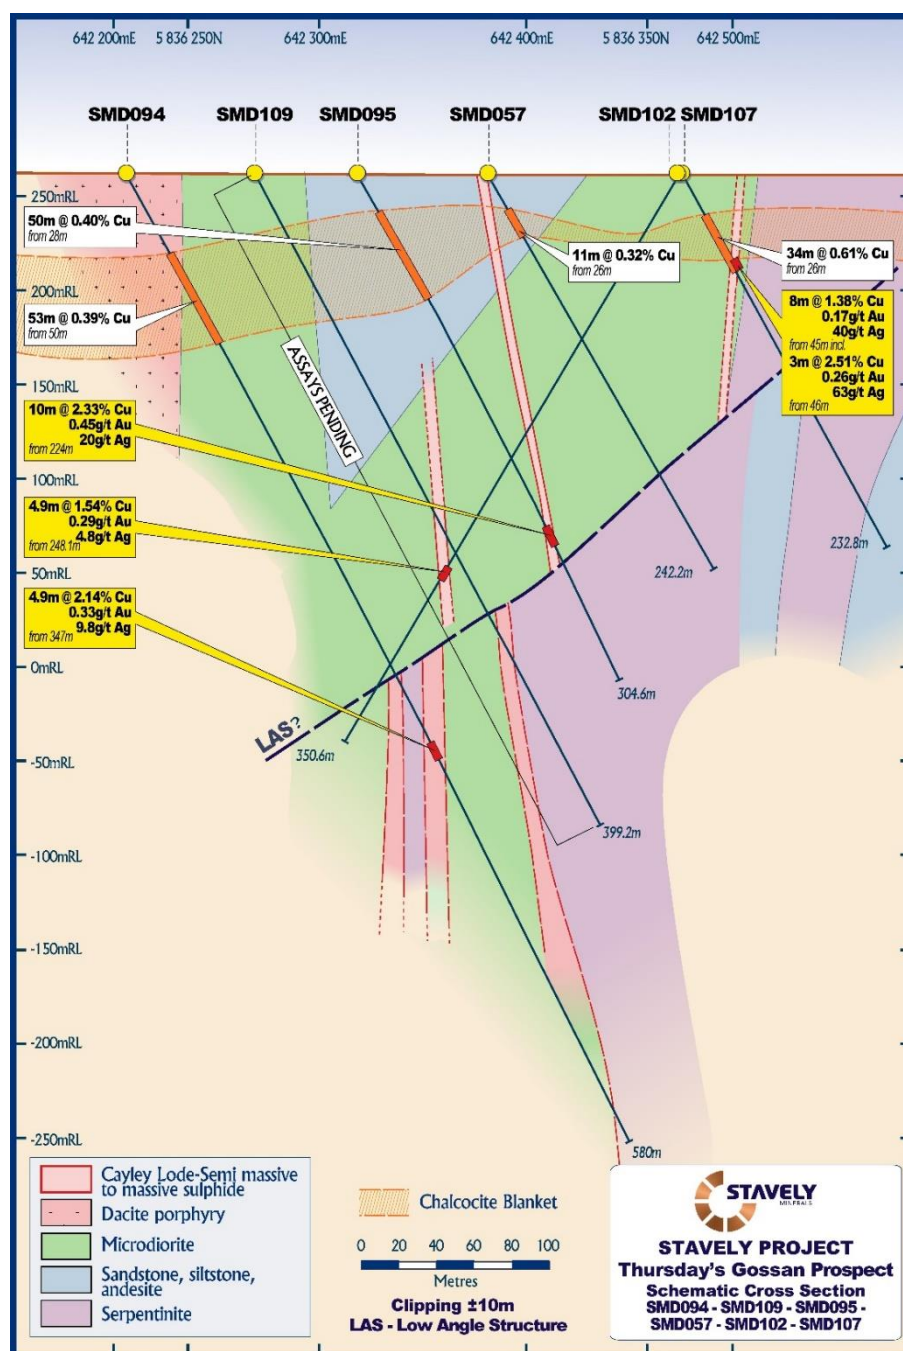 642 200mE 5 836 250N 642 300mE 642 400mE 5 836 350N 642 500mE
SMD094 SMD109 SMD095 SMD057 SMD102 SMD107
250mRL
50m @ 0.40% Cu
from 28m
11m @ 0.32% Cu
from 26m
34m @ 0.61% Cu
from 26m
200mRL
53m @ 0.39% Cu
from 50m
8m @ 1.38% Cu
0.17g/t Au
40g/t Ag
from 45m incl.
3m @ 2.51% Cu
0.26g/t Au
63g/t Ag
from 46m
150mRL
ASSAYS PENDING
10m @ 2.33% Cu
0.45g/t Au
20g/t Ag
from 224m
100mRL
4.9m @ 1.54% Cu
0.29g/t Au
4.8g/t Ag
from 248.1m
232.8m
242.2m
50mRL
4.9m @ 2.14% Cu
0.33g/t Au
9.8g/t Ag
from 347m
0mRL
304.6m
LAS?
350.6m
-50mRL
399.2m
-100mRL
-150mRL
-200mRL
-250mRL
580m
Cayley Lode-Semi massive
to massive sulphide
Dacite porphyry
Microdiorite
Sandstone, siltstone,
andesite
Serpentinite
Chalcocite Blanket
0 20 40 60 80 100
Metres
Clipping ±10m
LAS - Low Angle Structure
STAVELY
MINERALS
STAVELY PROJECT
Thursday's Gossan Prospect
Schematic Cross Section
SMD094 - SMD109 - SMD095 -
SMD057 - SMD102 - SMD107